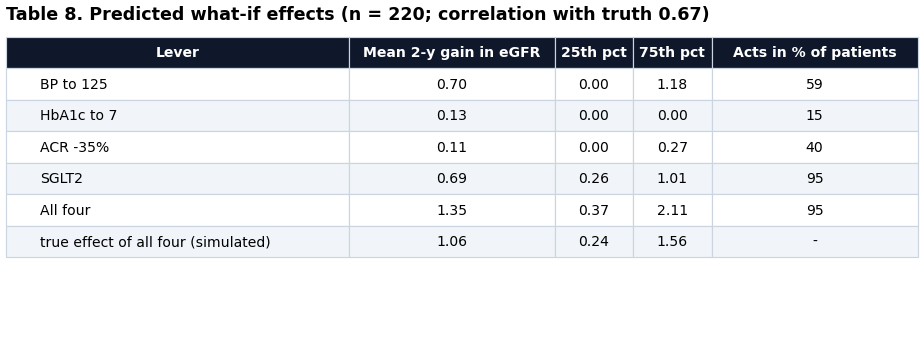 Table 8. Predicted what-if effects (n = 220; correlation with truth 0.67)
Lever Mean 2-y gain in eGFR 25th pct 75th pct Acts in % of patients
BP to 125 0.70 0.00 1.18 59
HbA1c to 7 0.13 0.00 0.00 15
ACR -35% 0.11 0.00 0.27 40
SGLT2 0.69 0.26 1.01 95
All four 1.35 0.37 2.11 95
true effect of all four (simulated) 1.06 0.24 1.56 -